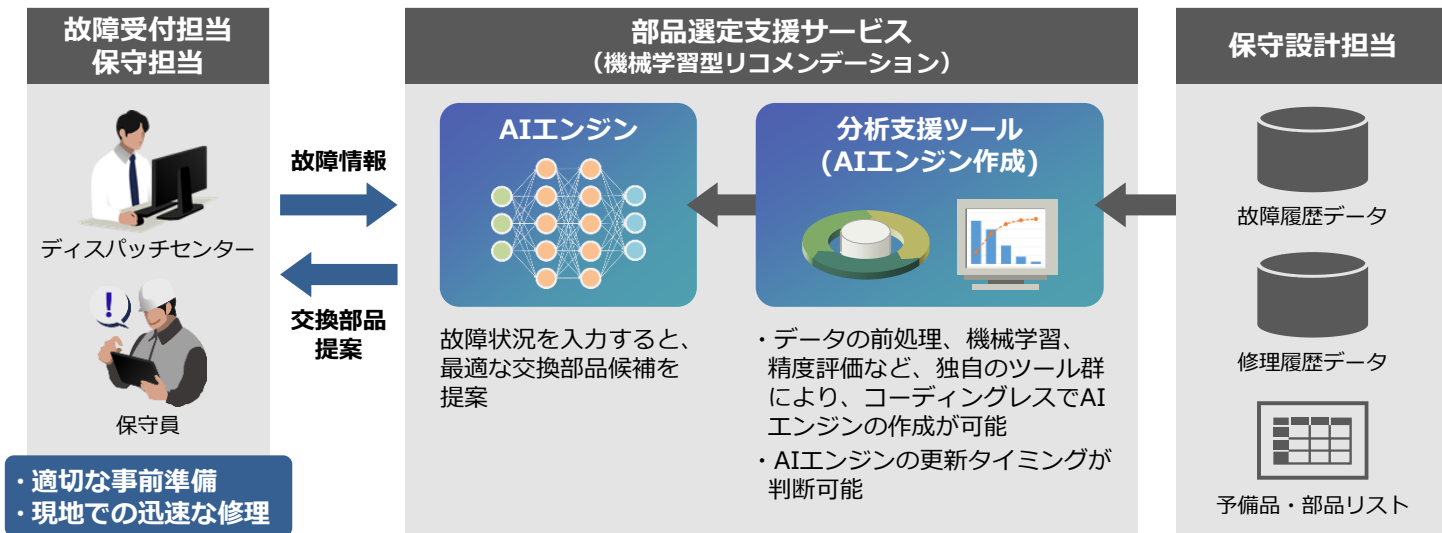 故障受付担当
保守担当
ディスパッチセンター
保守員
・適切な事前準備
・現地での迅速な修理
故障情報
交換部品
提案
部品選定支援サービス
（機械学習型リコメンデーション）
AIエンジン
故障状況を入力すると、
最適な交換部品候補を
提案
分析支援ツール
(AIエンジン作成)
・データの前処理、機械学習、
精度評価など、独自のツール群
により、コーディングレスでAI
エンジンの作成が可能
・AIエンジンの更新タイミングが
判断可能
保守設計担当
故障履歴データ
修理履歴データ
予備品・部品リスト